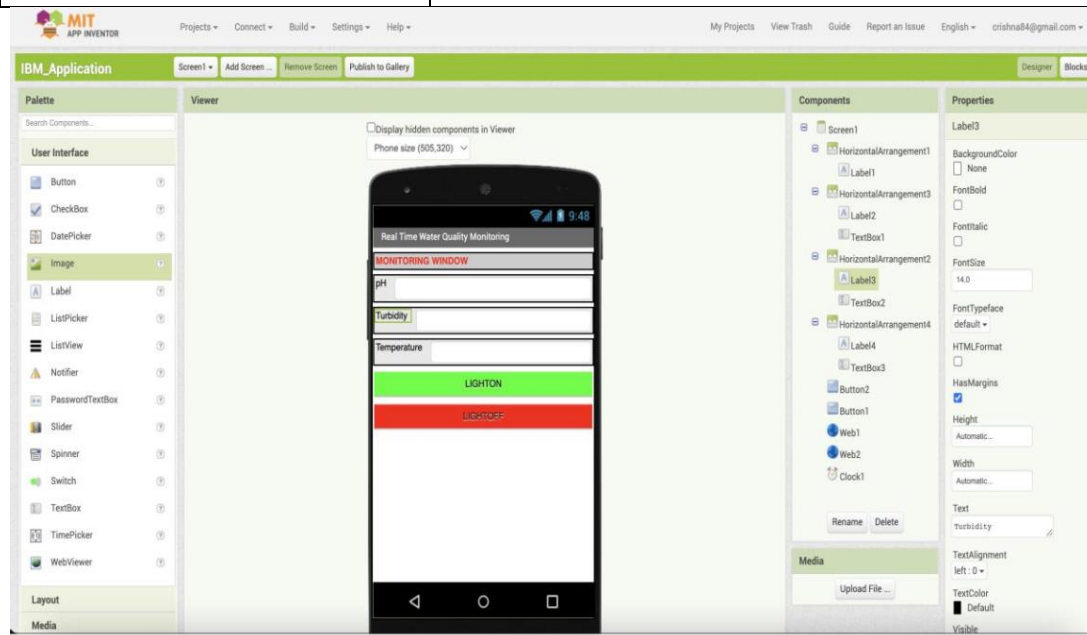 MIT
APP INVENTOR
Projects Connect Build Settings Help
My Projects View Trash Guide Report an Issue English crishna84@gmail.com
IBM_Application
Screen1 Add Screen ... Remove Screen Publish to Gallery
Designer Blocks
Palette
Search Components...
User Interface
Button
CheckBox
DatePicker
Image
Label
ListPicker
ListView
Notifier
PasswordTextBox
Slider
Spinner
Switch
TextBox
TimePicker
WebViewer
Layout
Media
Viewer
Display hidden components in Viewer
Phone size (505,320)
9:48
Real Time Water Quality Monitoring
MONITORING WINDOW
pH
Turbidity
Temperature
LIGHTON
LIGHTOFF
Components
Screen1
HorizontalArrangement1
Label1
HorizontalArrangement3
Label2
TextBox1
HorizontalArrangement2
Label3
TextBox2
HorizontalArrangement4
Label4
TextBox3
Button2
Button1
Web1
Web2
Clock1
Rename Delete
Media
Upload File ...
Properties
Label3
BackgroundColor
None
FontBold
FontItalic
FontSize
14.0
FontTypeface
default
HTMLFormat
HasMargins
Height
Automatic...
Width
Automatic...
Text
Turbidity
TextAlignment
left : 0
TextColor
Default
Visible